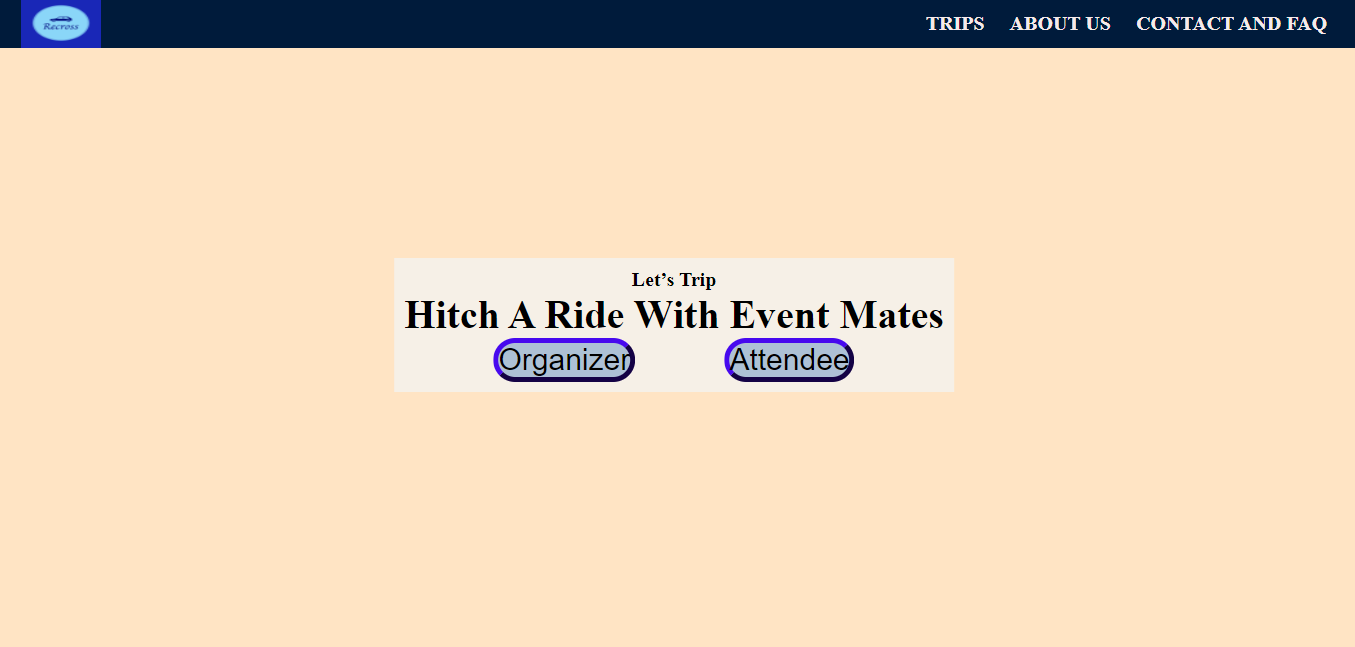 Recross
TRIPS ABOUT US CONTACT AND FAQ
Let’s Trip
Hitch A Ride With Event Mates
Organizer Attendee